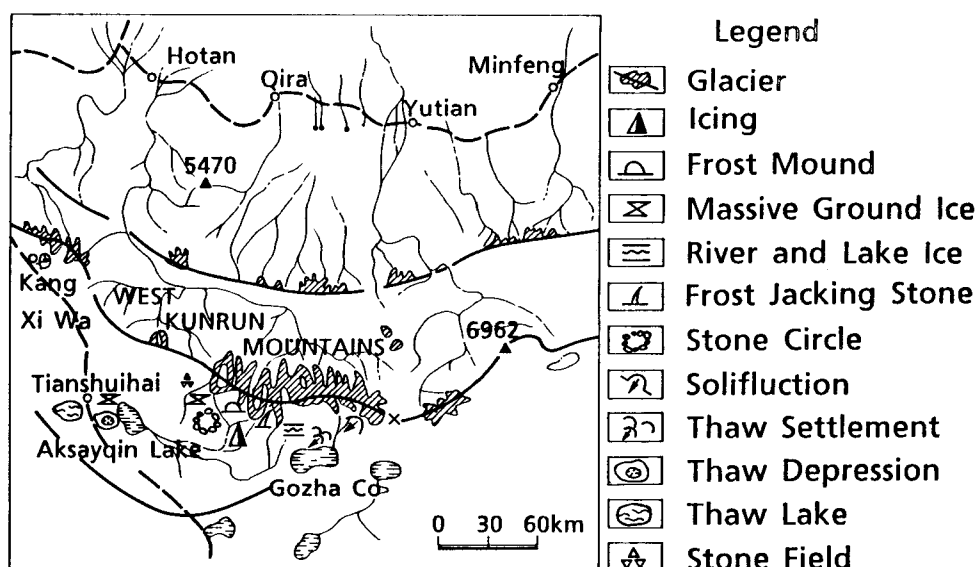 Hotan
Qira
Minfeng
Yutian
5470
Kang
Xi Wa
WEST
KUNRUN
MOUNTAINS
6962
Tianshuihai
Aksayqin Lake
Gozha Co
0 30 60km
Legend
Glacier
Icing
Frost Mound
Massive Ground Ice
River and Lake Ice
Frost Jacking Stone
Stone Circle
Solifluction
Thaw Settlement
Thaw Depression
Thaw Lake
Stone Field